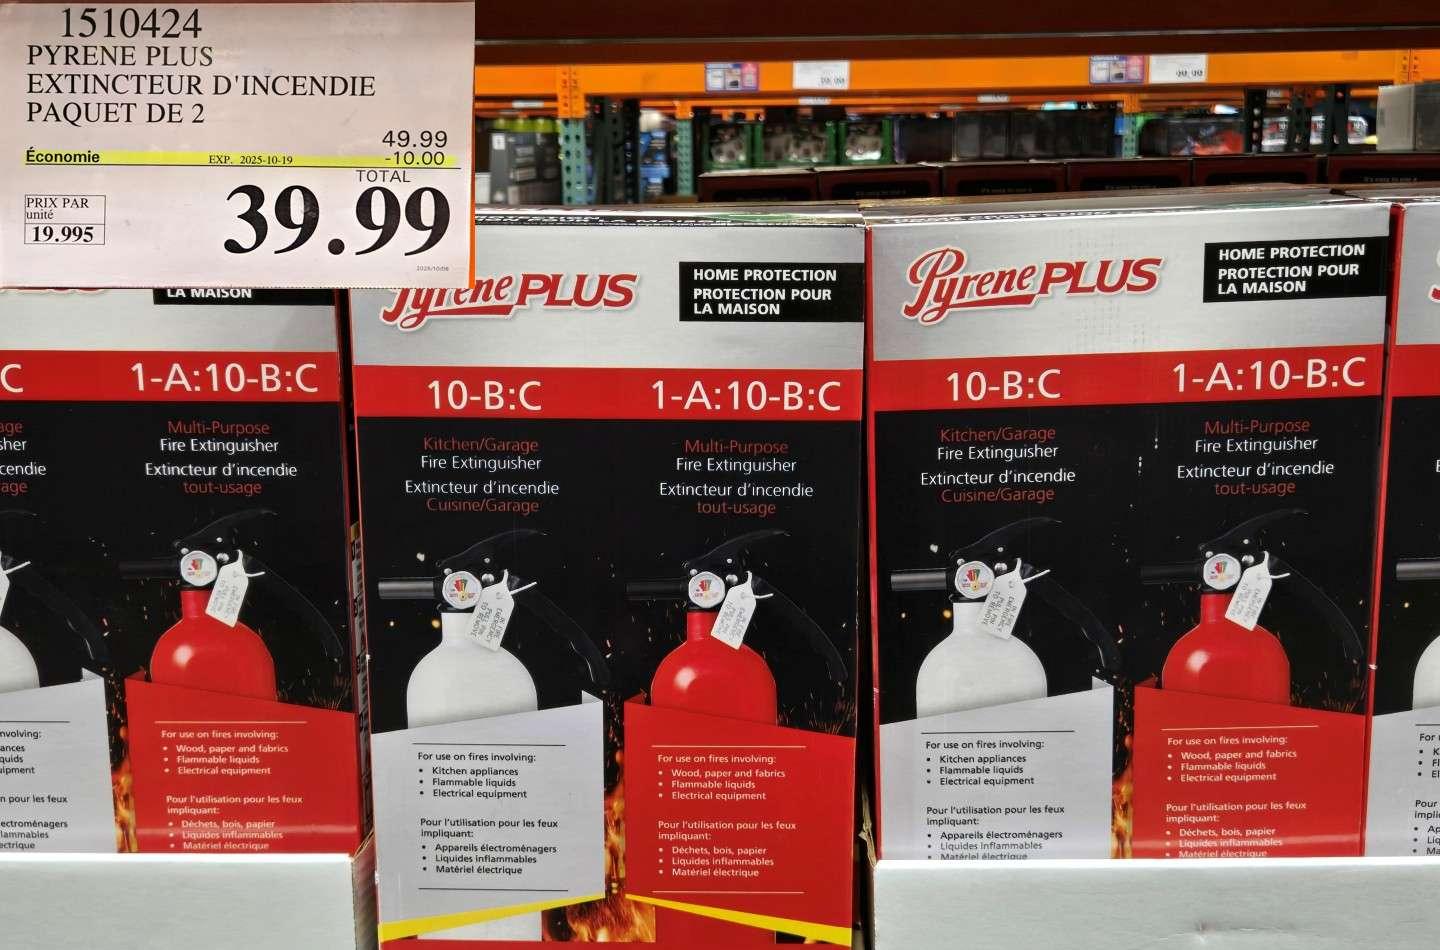 1510424
PYRENE PLUS
EXTINCTEUR D'INCENDIE
PAQUET DE 2
49.99
Économie EXP. 2025-10-19 -10.00
TOTAL
PRIX PAR
unité
19.995
39.99
LA MAISON
C 1-A:10-B:C
Multi-Purpose
Fire Extinguisher
Extincteur d'incendie
tout-usage
For use on fires involving:
• Wood, paper and fabrics
• Flammable liquids
• Electrical equipment
Pour l'utilisation pour les feux
impliquant:
• Déchets, bois, papier
• Liquides inflammables
• Matériel électrique
Pyrene PLUS
HOME PROTECTION
PROTECTION POUR
LA MAISON
10-B:C 1-A:10-B:C
Kitchen/Garage
Fire Extinguisher
Extincteur d'incendie
Cuisine/Garage
Multi-Purpose
Fire Extinguisher
Extincteur d'incendie
tout-usage
For use on fires involving:
• Kitchen appliances
• Flammable liquids
• Electrical equipment
Pour l'utilisation pour les feux
impliquant:
• Appareils électroménagers
• Liquides inflammables
• Matériel électrique
For use on fires involving:
• Wood, paper and fabrics
• Flammable liquids
• Electrical equipment
Pour l'utilisation pour les feux
impliquant:
• Déchets, bois, papier
• Liquides inflammables
• Matériel électrique
Pyrene PLUS
HOME PROTECTION
PROTECTION POUR
LA MAISON
10-B:C 1-A:10-B:C
Kitchen/Garage
Fire Extinguisher
Extincteur d'incendie
Cuisine/Garage
Multi-Purpose
Fire Extinguisher
Extincteur d'incendie
tout-usage
For use on fires involving:
• Kitchen appliances
• Flammable liquids
• Electrical equipment
Pour l'utilisation pour les feux
impliquant:
• Appareils électroménagers
• Liquides inflammables
• Matériel électrique
For use on fires involving:
• Wood, paper and fabrics
• Flammable liquids
• Electrical equipment
Pour l'utilisation pour les feux
impliquant:
• Déchets, bois, papier
• Liquides inflammables
• Matériel électrique